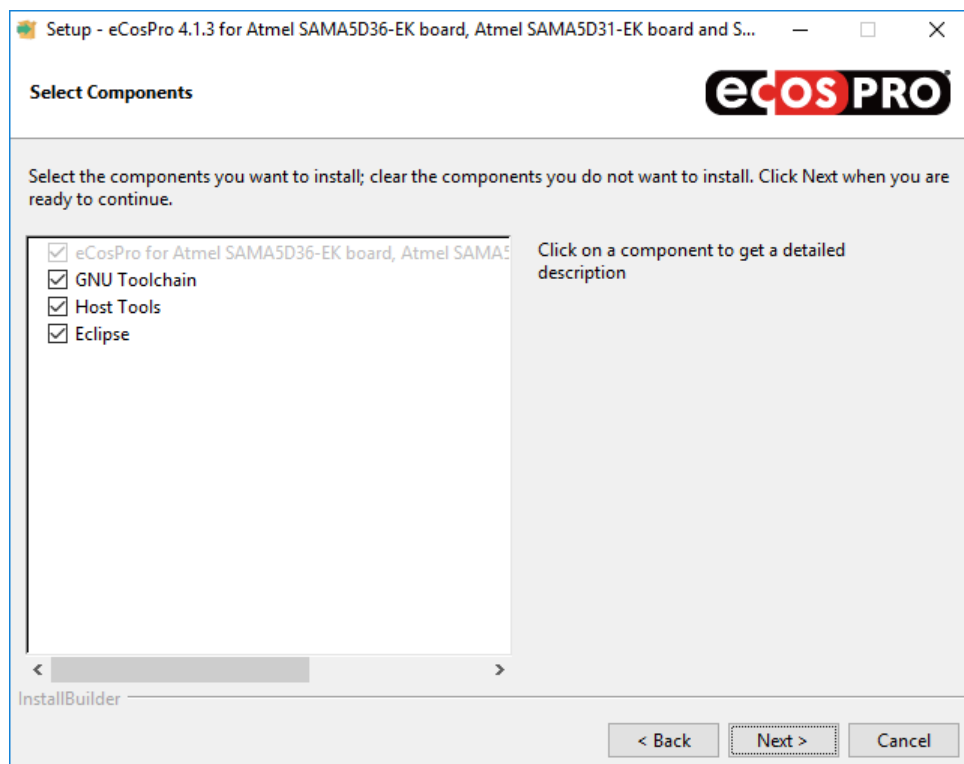 Setup - eCosPro 4.1.3 for Atmel SAMA5D36-EK board, Atmel SAMA5D31-EK board and S...
Select Components
eCOSPRO
Select the components you want to install; clear the components you do not want to install. Click Next when you are
ready to continue.
eCosPro for Atmel SAMA5D36-EK board, Atmel SAMA5
Click on a component to get a detailed
description
GNU Toolchain
Host Tools
Eclipse
InstallBuilder
< Back
Next >
Cancel